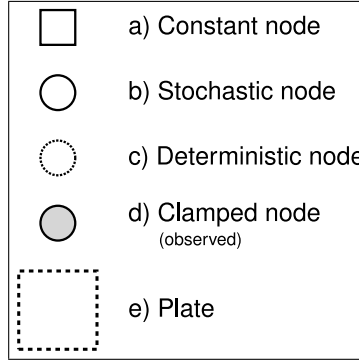 a) Constant node
b) Stochastic node
c) Deterministic node
d) Clamped node
(observed)
e) Plate